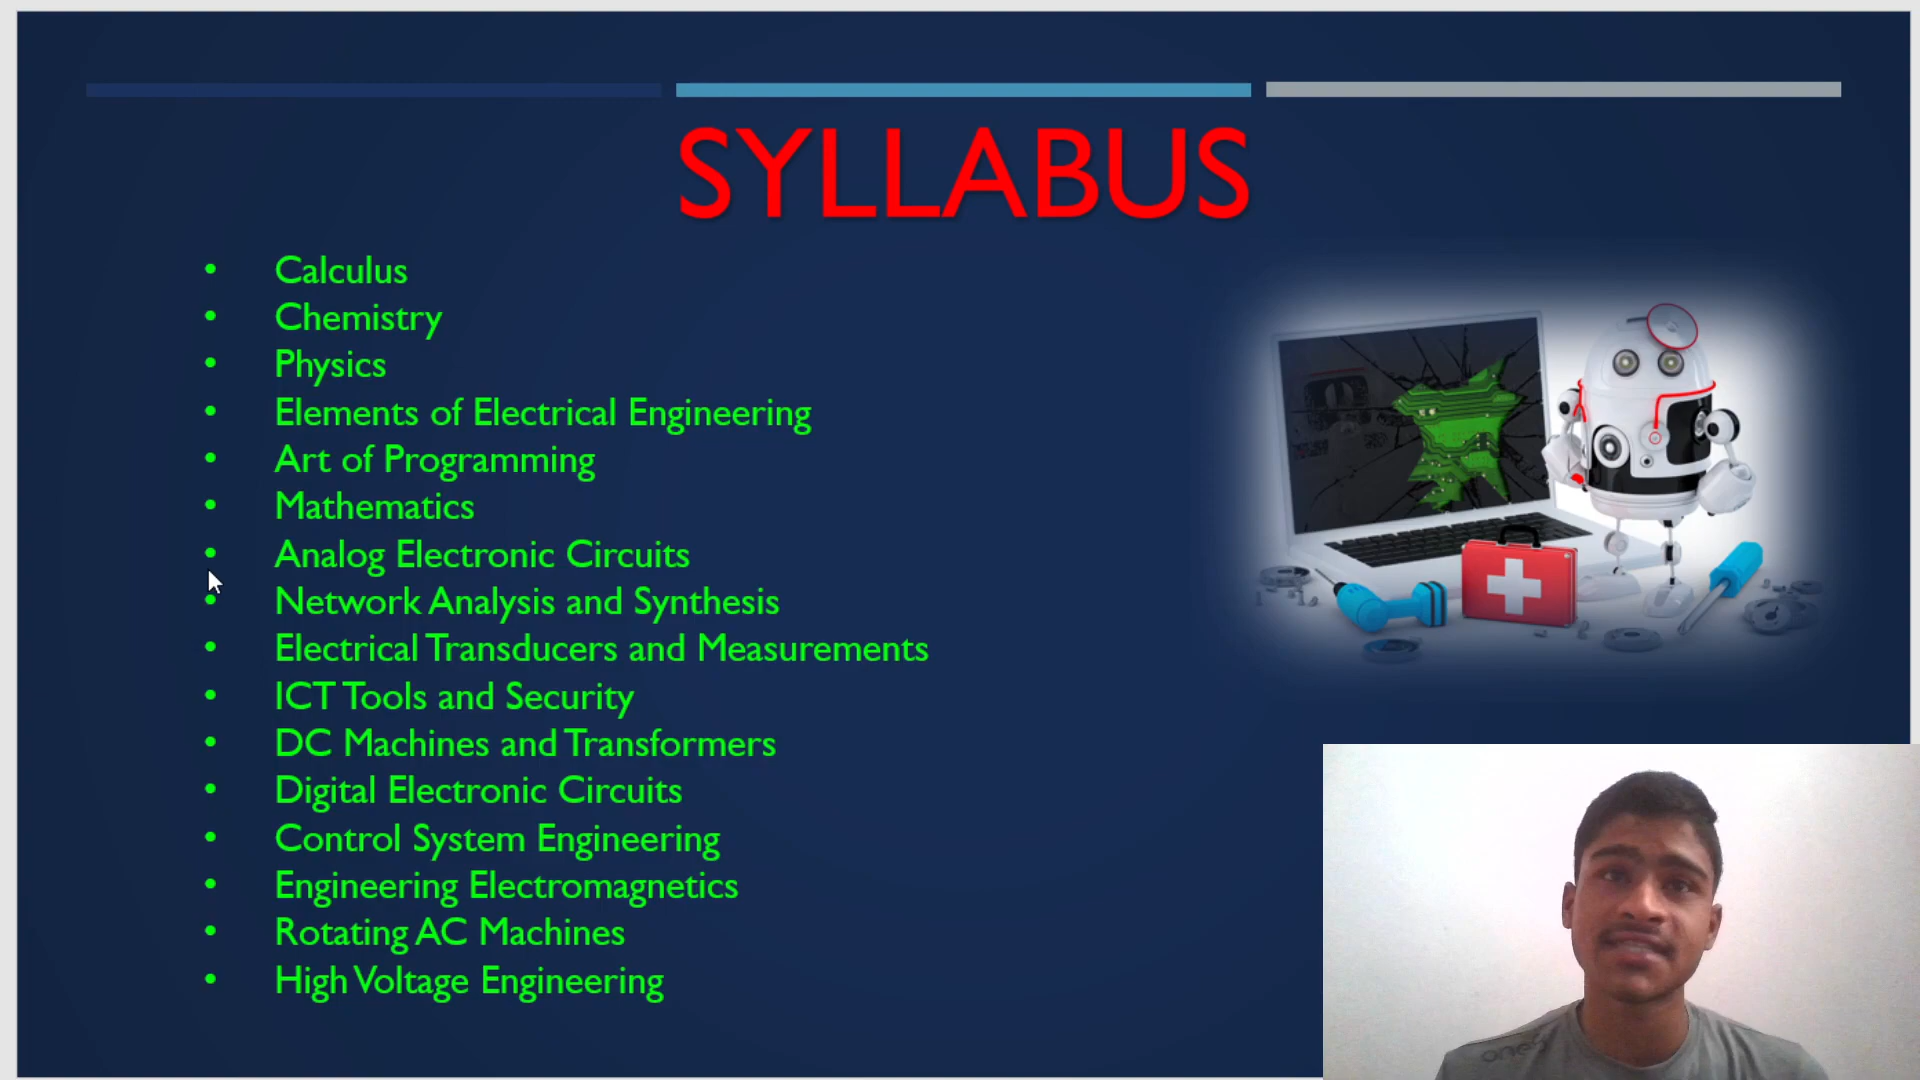 SYLLABUS
• Calculus
• Chemistry
• Physics
• Elements of Electrical Engineering
• Art of Programming
• Mathematics
• Analog Electronic Circuits
• Network Analysis and Synthesis
• Electrical Transducers and Measurements
• ICT Tools and Security
• DC Machines and Transformers
• Digital Electronic Circuits
• Control System Engineering
• Engineering Electromagnetics
• Rotating AC Machines
• High Voltage Engineering